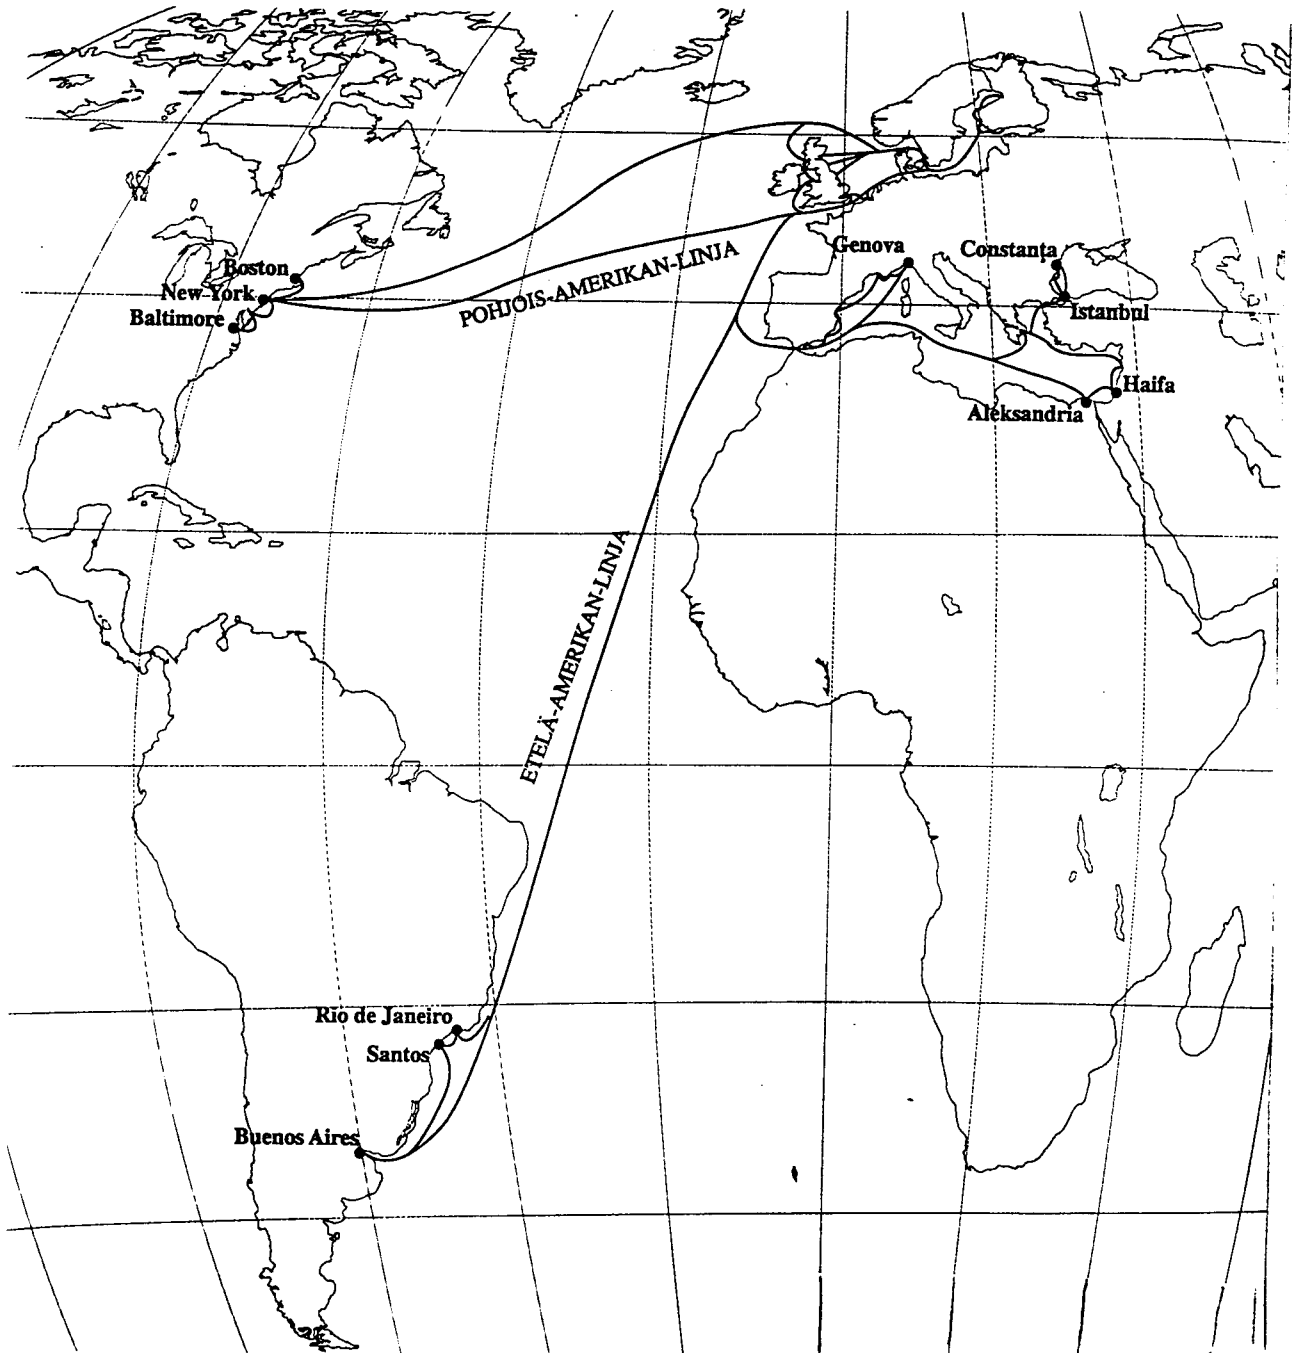 Genova
Constanța
Boston
New York
Baltimore
POHJOIS-AMERIKAN-LINJA
Istanbul
Haifa
Aleksandria
ETELÄ-AMERIKAN-LINJA
Rio de Janeiro
Santos
Buenos Aires